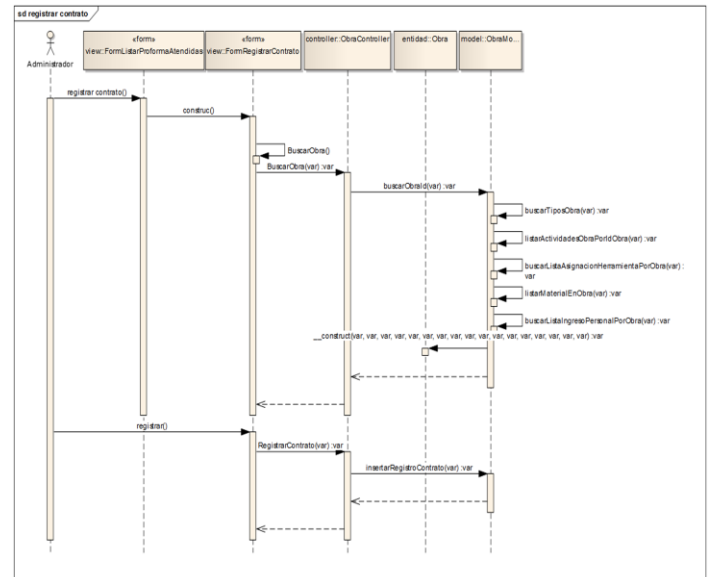 sd registrar contrato
Administrador
«form»
view::FormListarProformaAtendidas
«form»
view::FormRegistrarContrato
controller::ObraController
entidad::Obra
model::ObraMo...
registrar contrato()
construc()
BuscarObra()
BuscarObra(var) :var
buscarObraId(var) :var
buscarTiposObra(var) :var
listarActividadesObraPorIdObra(var) :var
buscarListaAsignacionHerramientaPorObra(var) :
var
listarMaterialEnObra(var) :var
buscarListaIngresoPersonalPorObra(var) :var
__construct(var, var, var, var, var, var, var, var, var, var, var, var, var, var, var, var, var, var) :var
registrar()
RegistrarContrato(var) :var
insertarRegistroContrato(var) :var